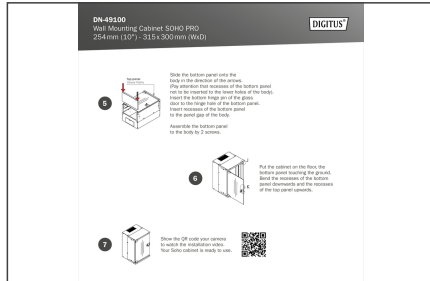 DN-49100
Wall Mounting Cabinet SOHO PRO
254mm (10") - 315x300mm (WxD)
DIGITUS®
Slide the bottom panel onto the
body in the direction of the arrows.
(Pay attention that recesses of the bottom panel
not to be inserted to the lower holes of the body).
Insert the bottom hinge pin of the glass
door to the hinge hole of the bottom panel.
Insert recesses of the bottom panel
to the panel gap of the body.
Assemble the bottom panel
to the body by 2 screws.
5
Put the cabinet on the floor, the
bottom panel touching the ground.
Bend the recesses of the bottom
panel downwards and the recesses
of the top panel upwards.
6
7
Show the QR code your camera
to watch the installation video.
Your Soho cabinet is ready to use.